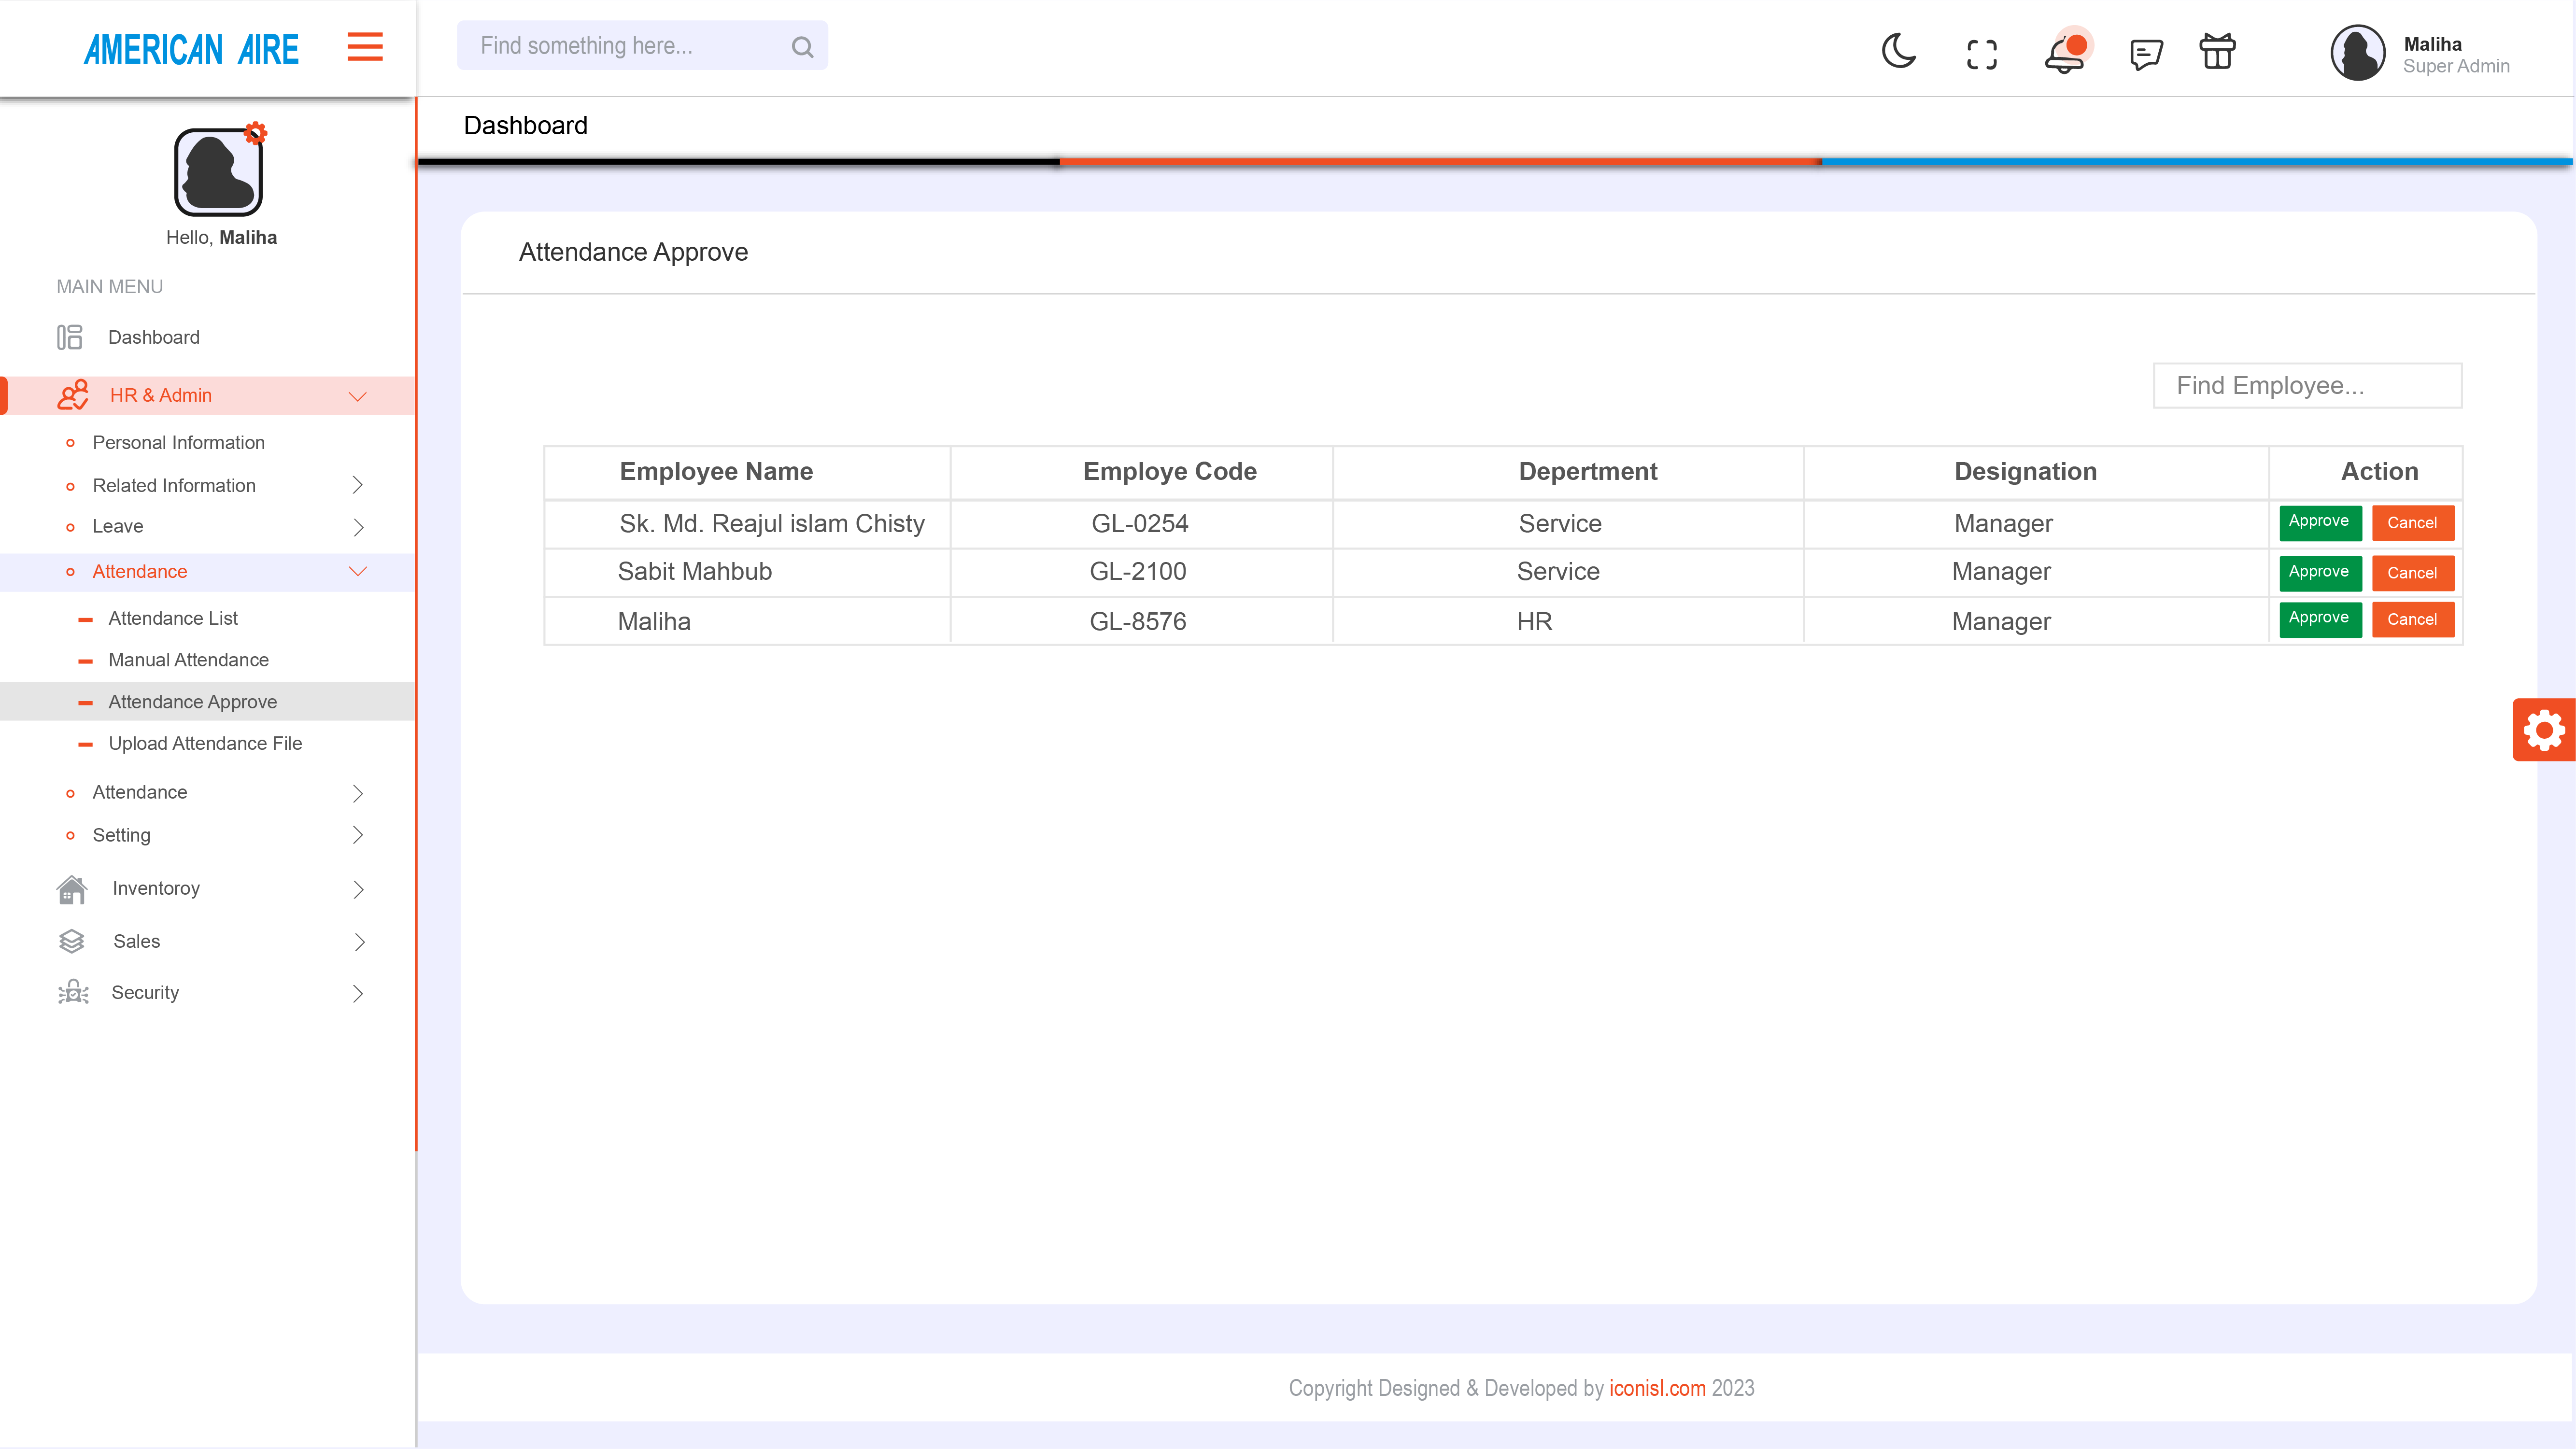 AMERICAN AIRE
Find something here...
Maliha
Super Admin
Dashboard
Hello, Maliha
MAIN MENU
Dashboard
HR & Admin
Personal Information
Related Information
Leave
Attendance
Attendance List
Manual Attendance
Attendance Approve
Upload Attendance File
Attendance
Setting
Inventoroy
Sales
Security
Attendance Approve
Find Employee...
Employee Name Employe Code Depertment Designation Action
Sk. Md. Reajul islam Chisty GL-0254 Service Manager Approve Cancel
Sabit Mahbub GL-2100 Service Manager Approve Cancel
Maliha GL-8576 HR Manager Approve Cancel
Copyright Designed & Developed by iconisl.com 2023